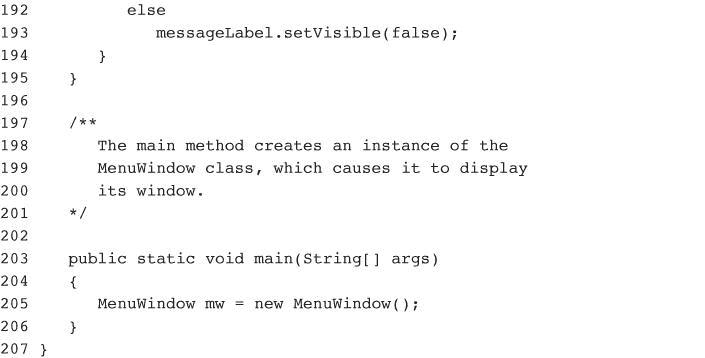 192         else
193            messageLabel.setVisible(false);
194      }
195   }
196
197   /**
198      The main method creates an instance of the
199      MenuWindow class, which causes it to display
200      its window.
201   */
202
203   public static void main(String[] args)
204   {
205      MenuWindow mw = new MenuWindow();
206   }
207 }